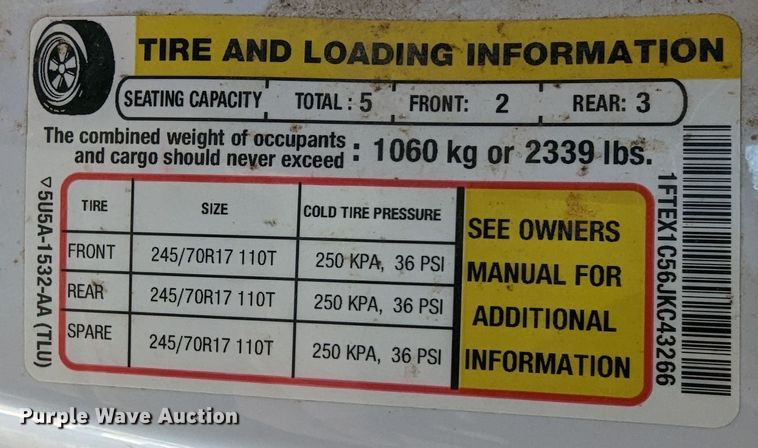 TIRE AND LOADING INFORMATION
SEATING CAPACITY TOTAL : 5 FRONT: 2 REAR: 3
The combined weight of occupants
and cargo should never exceed : 1060 kg or 2339 lbs.
TIRE SIZE COLD TIRE PRESSURE
FRONT 245/70R17 110T 250 KPA, 36 PSI
REAR 245/70R17 110T 250 KPA, 36 PSI
SPARE 245/70R17 110T 250 KPA, 36 PSI
SEE OWNERS
MANUAL FOR
ADDITIONAL
INFORMATION
▽5U5A-1532-AA (TLU)
1FTEX1C56JKC43266
Purple Wave Auction